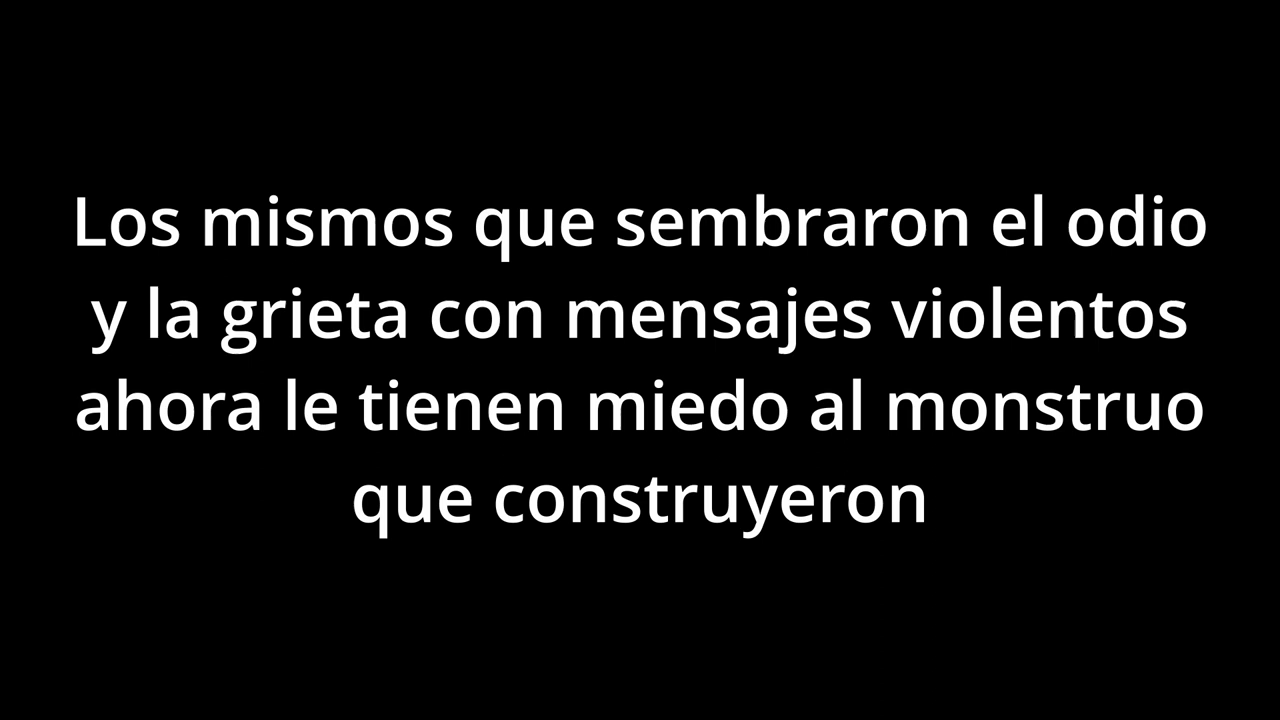 Los mismos que sembraron el odio
y la grieta con mensajes violentos
ahora le tienen miedo al monstruo
que construyeron